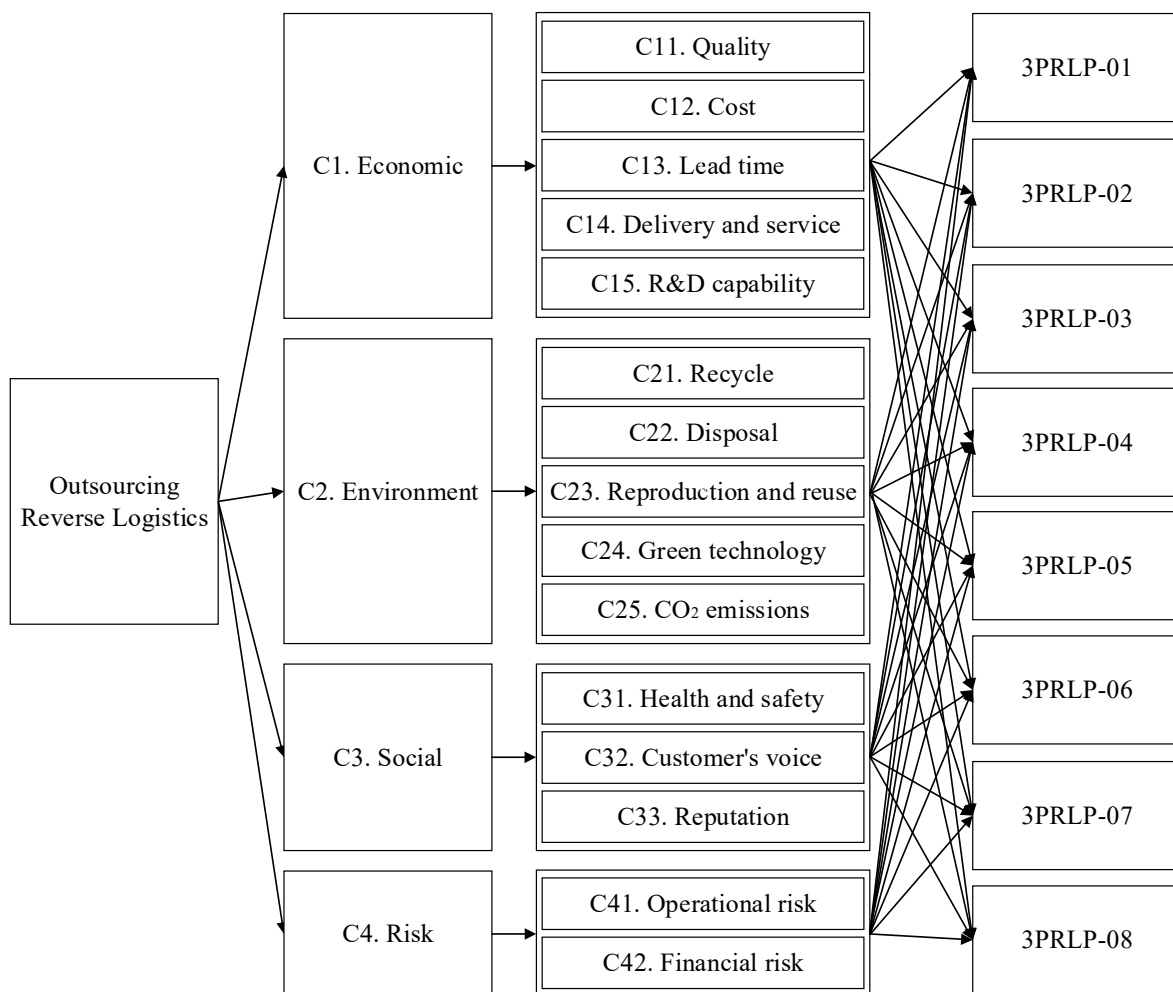 Outsourcing
Reverse Logistics
C1. Economic
C2. Environment
C3. Social
C4. Risk
C11. Quality
C12. Cost
C13. Lead time
C14. Delivery and service
C15. R&D capability
C21. Recycle
C22. Disposal
C23. Reproduction and reuse
C24. Green technology
C25. CO₂ emissions
C31. Health and safety
C32. Customer's voice
C33. Reputation
C41. Operational risk
C42. Financial risk
3PRLP-01
3PRLP-02
3PRLP-03
3PRLP-04
3PRLP-05
3PRLP-06
3PRLP-07
3PRLP-08